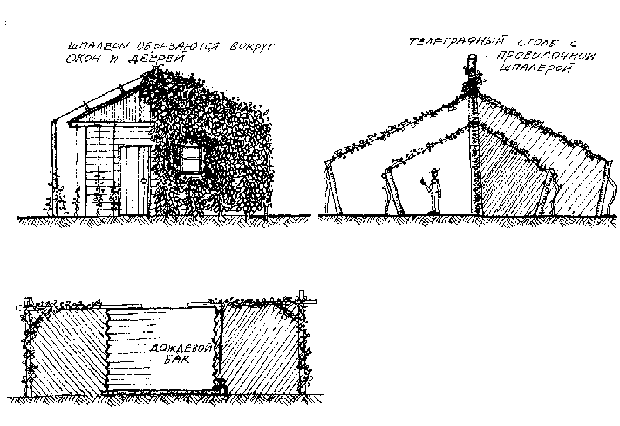 ШПАЛЕРЫ ОБРЕЗАЮТСЯ ВОКРУГ
ОКОН И ДВЕРЕЙ
ТЕЛЕГРАФНЫЙ СТОЛБ С
ПРОВОЛОЧНОЙ
ШПАЛЕРОЙ
ДОЖДЕВОЙ
БАК